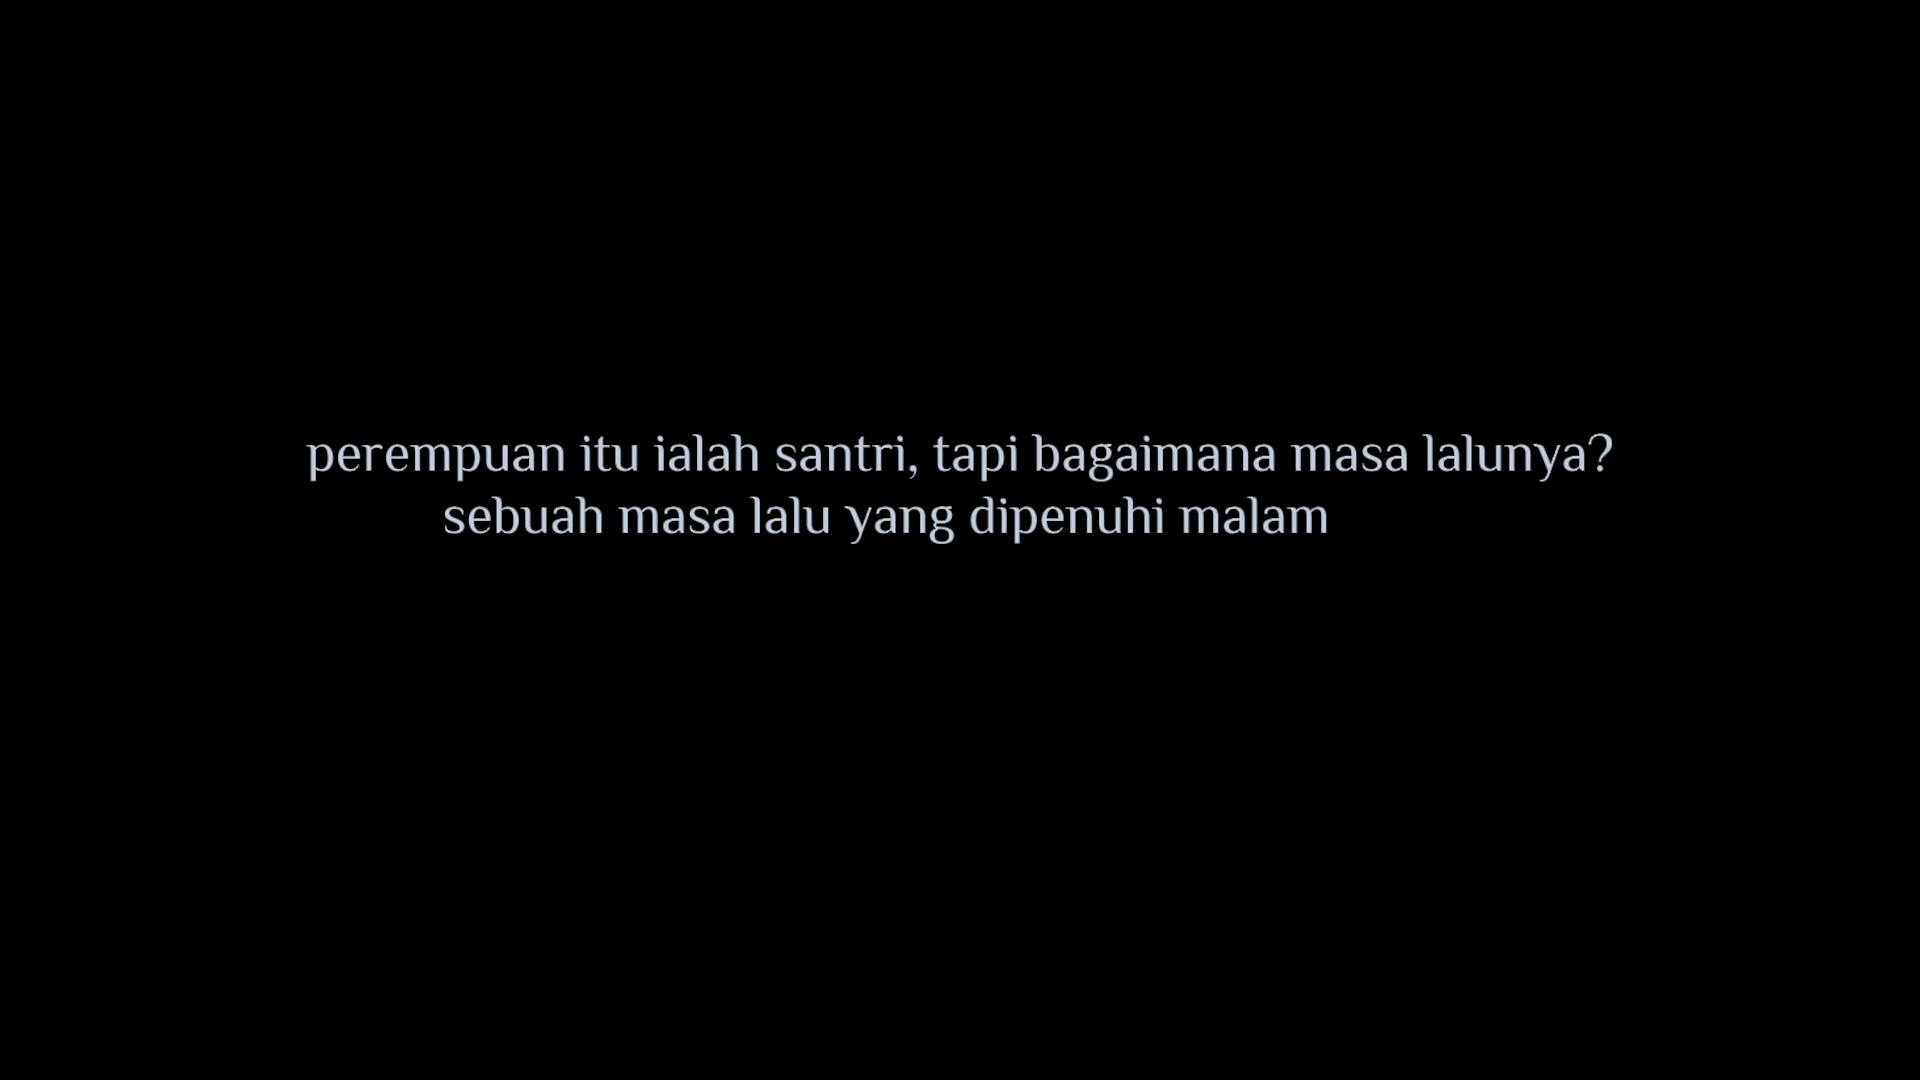 perempuan itu ialah santri, tapi bagaimana masa lalunya?
sebuah masa lalu yang dipenuhi malam